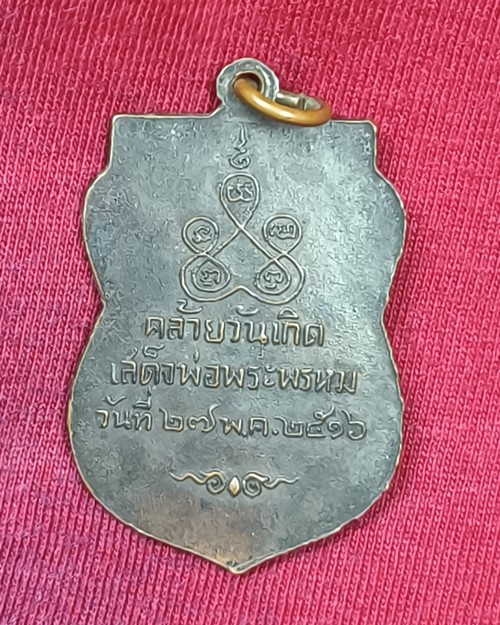 คล้ายวันเกิด
เสด็จพ่อพระพรหม
วันที่ ๒๗ พ.ค. ๒๕๑๖